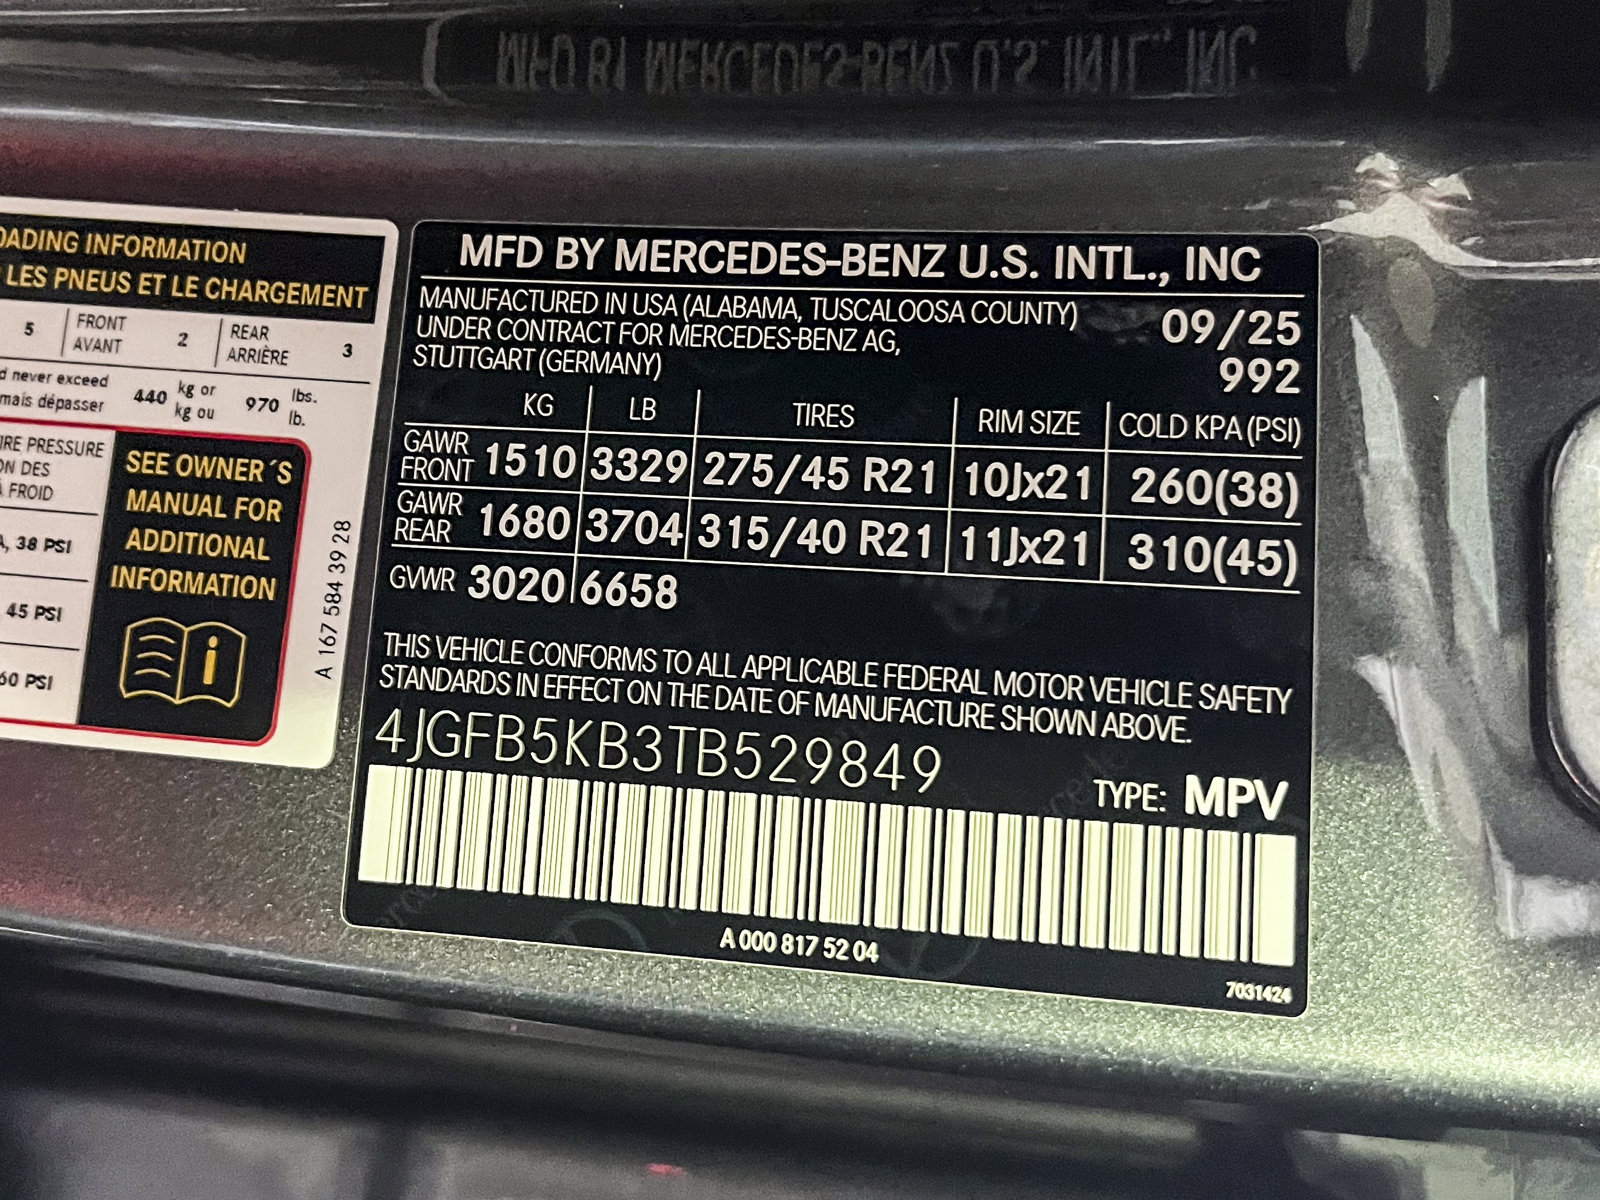 OADING INFORMATION
LES PNEUS ET LE CHARGEMENT
5 FRONT AVANT 2 REAR ARRIÈRE 3
never exceed
mais dépasser
440 kg or kg ou 970 lbs. lb.
IRE PRESSURE
ON DES
FROID
38 PSI
45 PSI
60 PSI
SEE OWNER´S
MANUAL FOR
ADDITIONAL
INFORMATION
A 167 584 39 28
MFD BY MERCEDES-BENZ U.S. INTL., INC
MANUFACTURED IN USA (ALABAMA, TUSCALOOSA COUNTY)
UNDER CONTRACT FOR MERCEDES-BENZ AG,
STUTTGART (GERMANY)
09/25
992
KG LB TIRES RIM SIZE COLD KPA (PSI)
GAWR FRONT 1510 3329 275/45 R21 10Jx21 260(38)
GAWR REAR 1680 3704 315/40 R21 11Jx21 310(45)
GVWR 3020 6658
THIS VEHICLE CONFORMS TO ALL APPLICABLE FEDERAL MOTOR VEHICLE SAFETY
STANDARDS IN EFFECT ON THE DATE OF MANUFACTURE SHOWN ABOVE.
4JGFB5KB3TB529849
TYPE: MPV
A 000 817 52 04
7031424